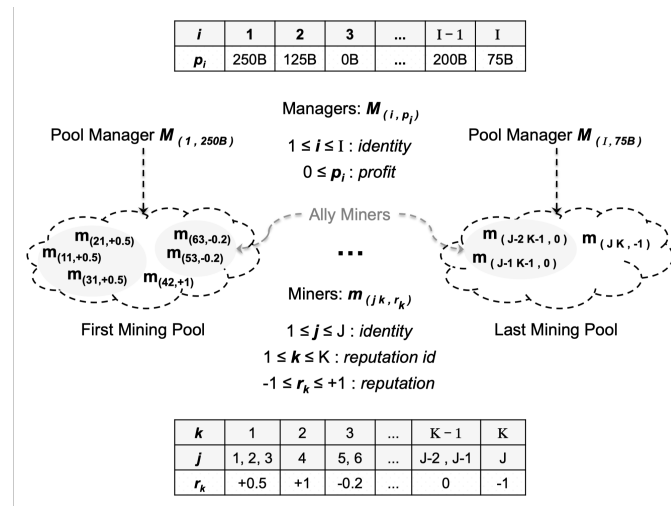 i 1 2 3 ... I-1 I
p_i 250B 125B 0B ... 200B 75B
Managers: M_(i, p_i)
Pool Manager M_(1, 250B)
Pool Manager M_(I, 75B)
1 ≤ i ≤ I : identity
0 ≤ p_i : profit
Ally Miners
m_(21,+0.5)
m_(11,+0.5)
m_(31,+0.5)
m_(42,+1)
m_(63,-0.2)
m_(53,-0.2)
...
m_(J-2 K-1, 0)
m_(J-1 K-1, 0)
m_(J K, -1)
First Mining Pool
Miners: m_(j k, r_k)
Last Mining Pool
1 ≤ j ≤ J : identity
1 ≤ k ≤ K : reputation id
-1 ≤ r_k ≤ +1 : reputation
k 1 2 3 ... K-1 K
j 1, 2, 3 4 5, 6 ... J-2 , J-1 J
r_k +0.5 +1 -0.2 ... 0 -1